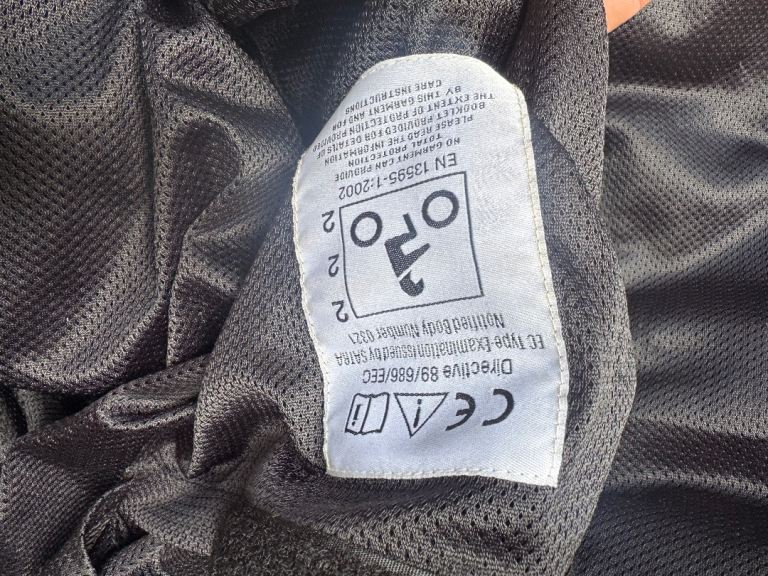 CE i i
Directive 89/686/EEC
EC Type Examination Issued by SATRA
Notified Body Number 0321
2
2
2
EN 13595-1:2002
NO GARMENT CAN PROVIDE
TOTAL PROTECTION
PLEASE READ THE INFORMATION
BOOKLET PROVIDED FOR DETAILS OF
THE EXTENT OF PROTECTION PROVIDED
BY THIS GARMENT AND FOR
CARE INSTRUCTIONS